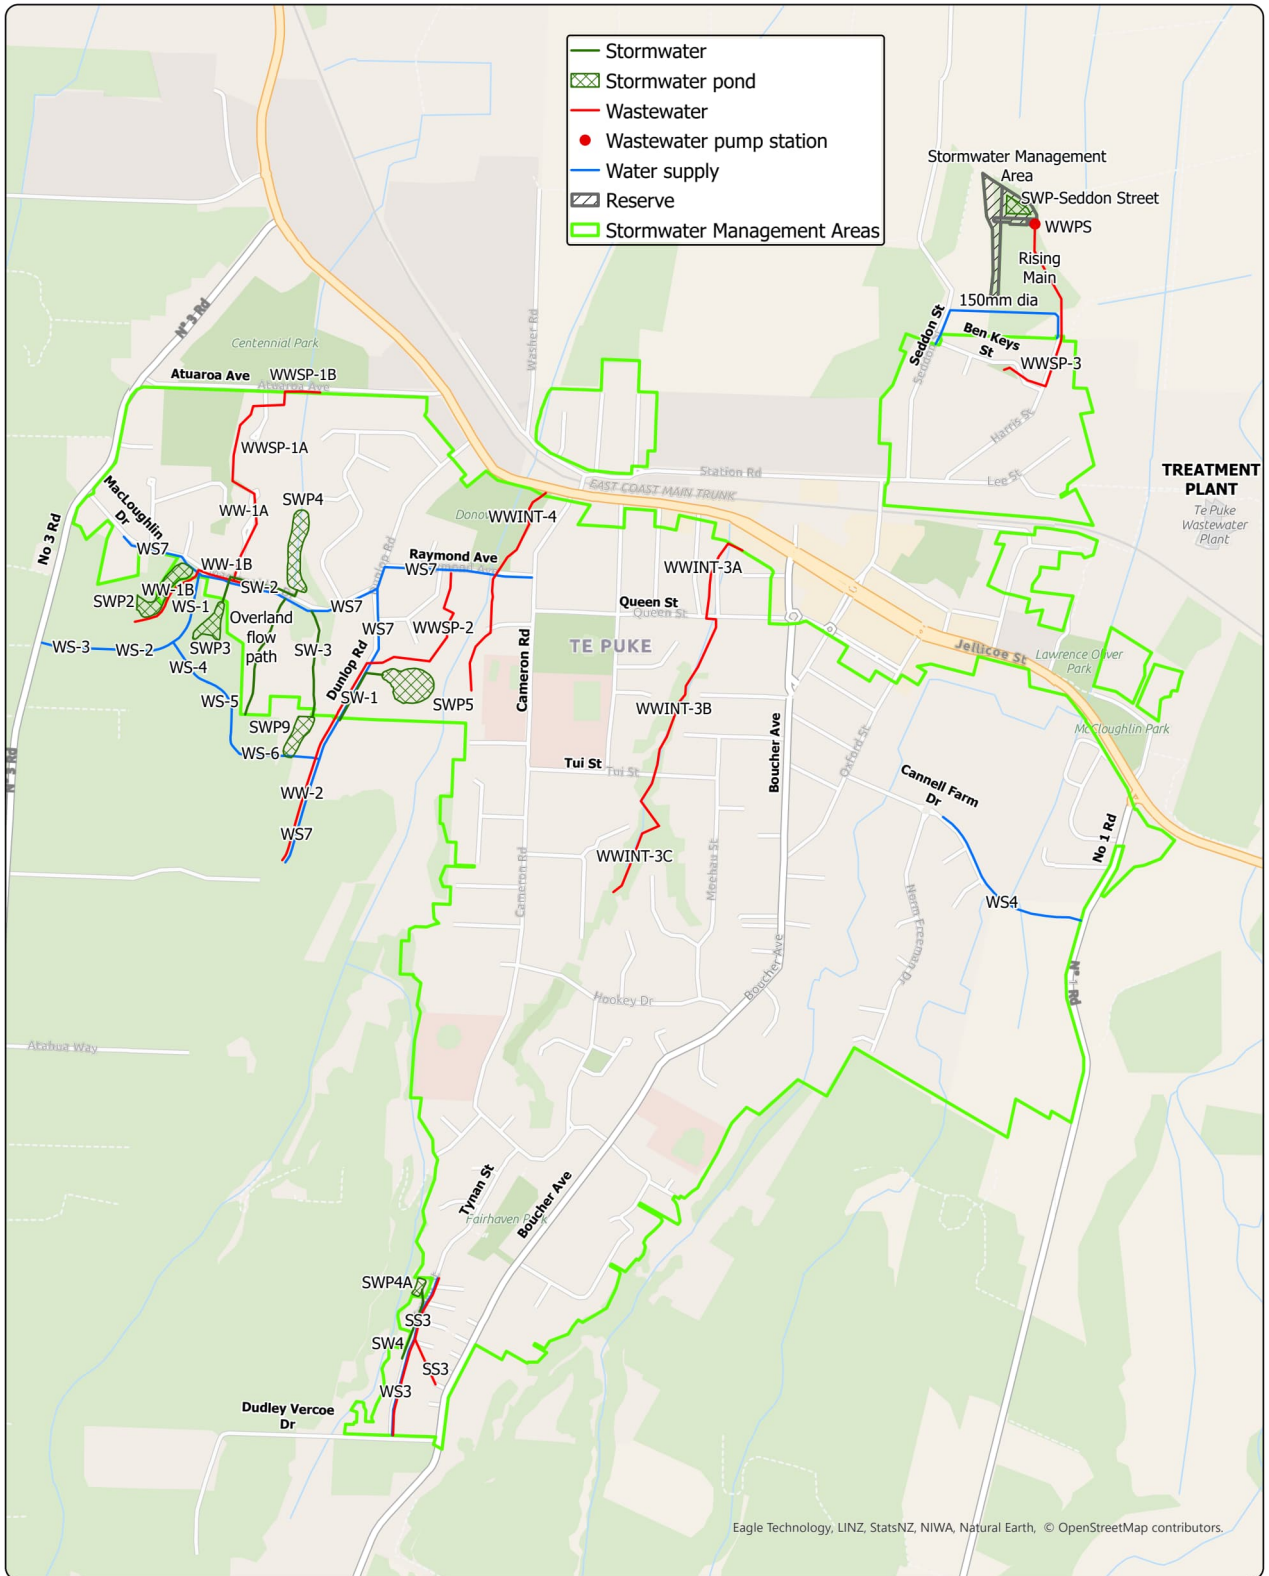 Stormwater
Stormwater pond
Wastewater
Wastewater pump station
Water supply
Reserve
Stormwater Management Areas
Stormwater Management
Area
SWP-Seddon Street
WWPS
Rising
Main
150mm dia
Seddon St
Ben Keys
St
WWSP-3
Harris St
Lee St
TREATMENT
PLANT
Te Puke
Wastewater
Plant
N° 3 Rd
Centennial Park
Washer Rd
Atuaroa Ave
WWSP-1B
Atuaroa Ave
WWSP-1A
Station Rd
EAST COAST MAIN TRUNK
MacLoughlin
Dr
SWP4
WW-1A
WWINT-4
No 3 Rd
WS7
Raymond Ave
WS7
Dunlop Rd
WWINT-3A
WW-1B
WW-1B
SW-2
SWP2
WS-1
WS7
Queen St
Queen St
Overland
flow
path
WS7
WWSP-2
Cameron Rd
TE PUKE
Jellicoe St
Lawrence Oliver
Park
WS-3
WS-2
SWP3
SW-3
WS-4
Dunlop Rd
SW-1
SWP5
WS-5
WWINT-3B
SWP9
McCloughlin Park
WS-6
Oxford St
Boucher Ave
Tui St
Tui St
N° 3 Rd
Cannell Farm
Dr
WW-2
WS7
No 1 Rd
WWINT-3C
Cameron Rd
Moehau St
WS4
Norm Freeman Dr
Boucher Ave
N° 1 Rd
Hookey Dr
Atahua Way
Tynan St
Boucher Ave
Fairhaven Park
SWP4A
SS3
SW4
SS3
WS3
Dudley Vercoe
Dr
Eagle Technology, LINZ, StatsNZ, NIWA, Natural Earth, © OpenStreetMap contributors.